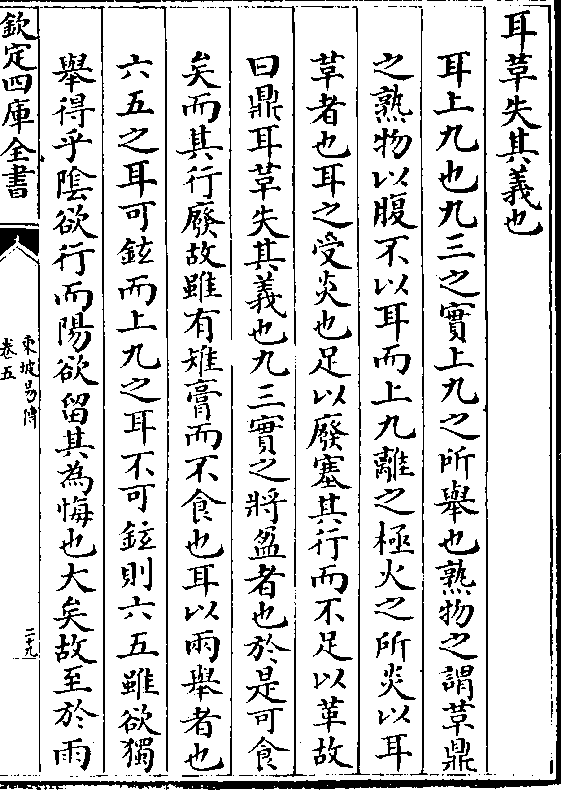 耳革失其義也
耳上九也九三之實上九之所舉也熟物之謂革鼎
之熟物以腹不以耳而上九離之極火之所炎以耳
革者也耳之受炎也足以廢塞其行而不足以革故
曰鼎耳革失其義也九三實之將盈者也於是可食
矣而其行廢故雖有雉膏而不食也耳以兩舉者也
六五之耳可鉉而上九之耳不可鉉則六五雖欲獨
舉得乎陰欲行而陽欲留其為悔也大矣故至於雨
欽定四庫全書
東坡易傳
卷五
二十九